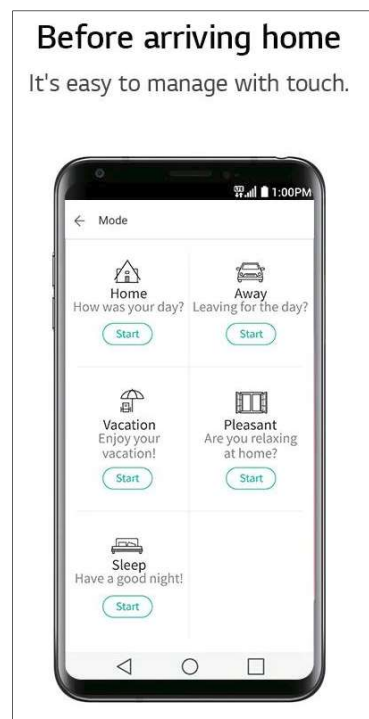 Before arriving home
It's easy to manage with touch.
LTE 1:00PM
← Mode
Home
How was your day?
Start
Away
Leaving for the day?
Start
Vacation
Enjoy your
vacation!
Start
Pleasant
Are you relaxing
at home?
Start
Sleep
Have a good night!
Start